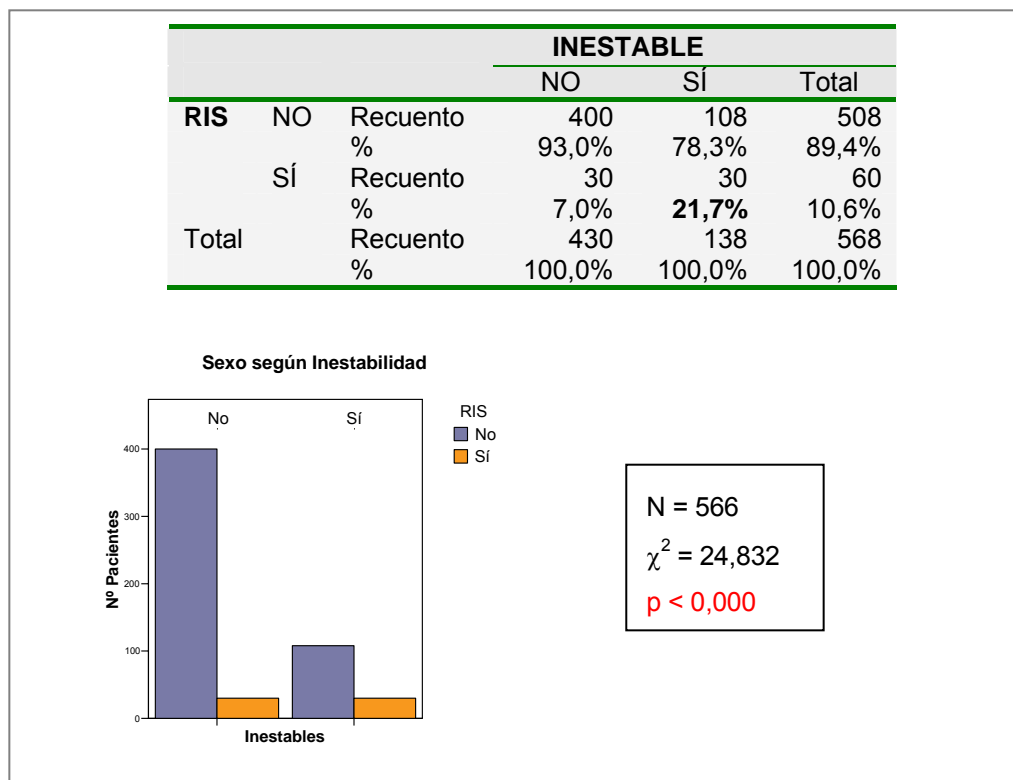 INESTABLE
NO SÍ Total
RIS NO Recuento 400 108 508
% 93,0% 78,3% 89,4%
SÍ Recuento 30 30 60
% 7,0% 21,7% 10,6%
Total Recuento 430 138 568
% 100,0% 100,0% 100,0%
Sexo según Inestabilidad
No Sí
RIS
No
Sí
400
300
200
100
0
Nº Pacientes
Inestables
N = 566
χ² = 24,832
p < 0,000